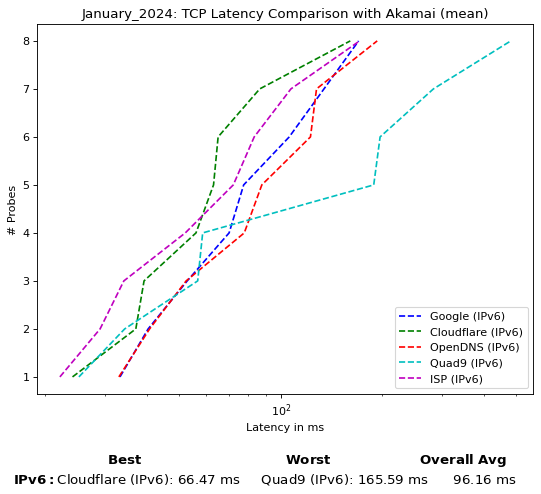 January_2024: TCP Latency Comparison with Akamai (mean)
8
7
6
5
4
3
2
1
# Probes
10^2
Latency in ms
Google (IPv6)
Cloudflare (IPv6)
OpenDNS (IPv6)
Quad9 (IPv6)
ISP (IPv6)
Best Worst Overall Avg
IPv6: Cloudflare (IPv6): 66.47 ms Quad9 (IPv6): 165.59 ms 96.16 ms